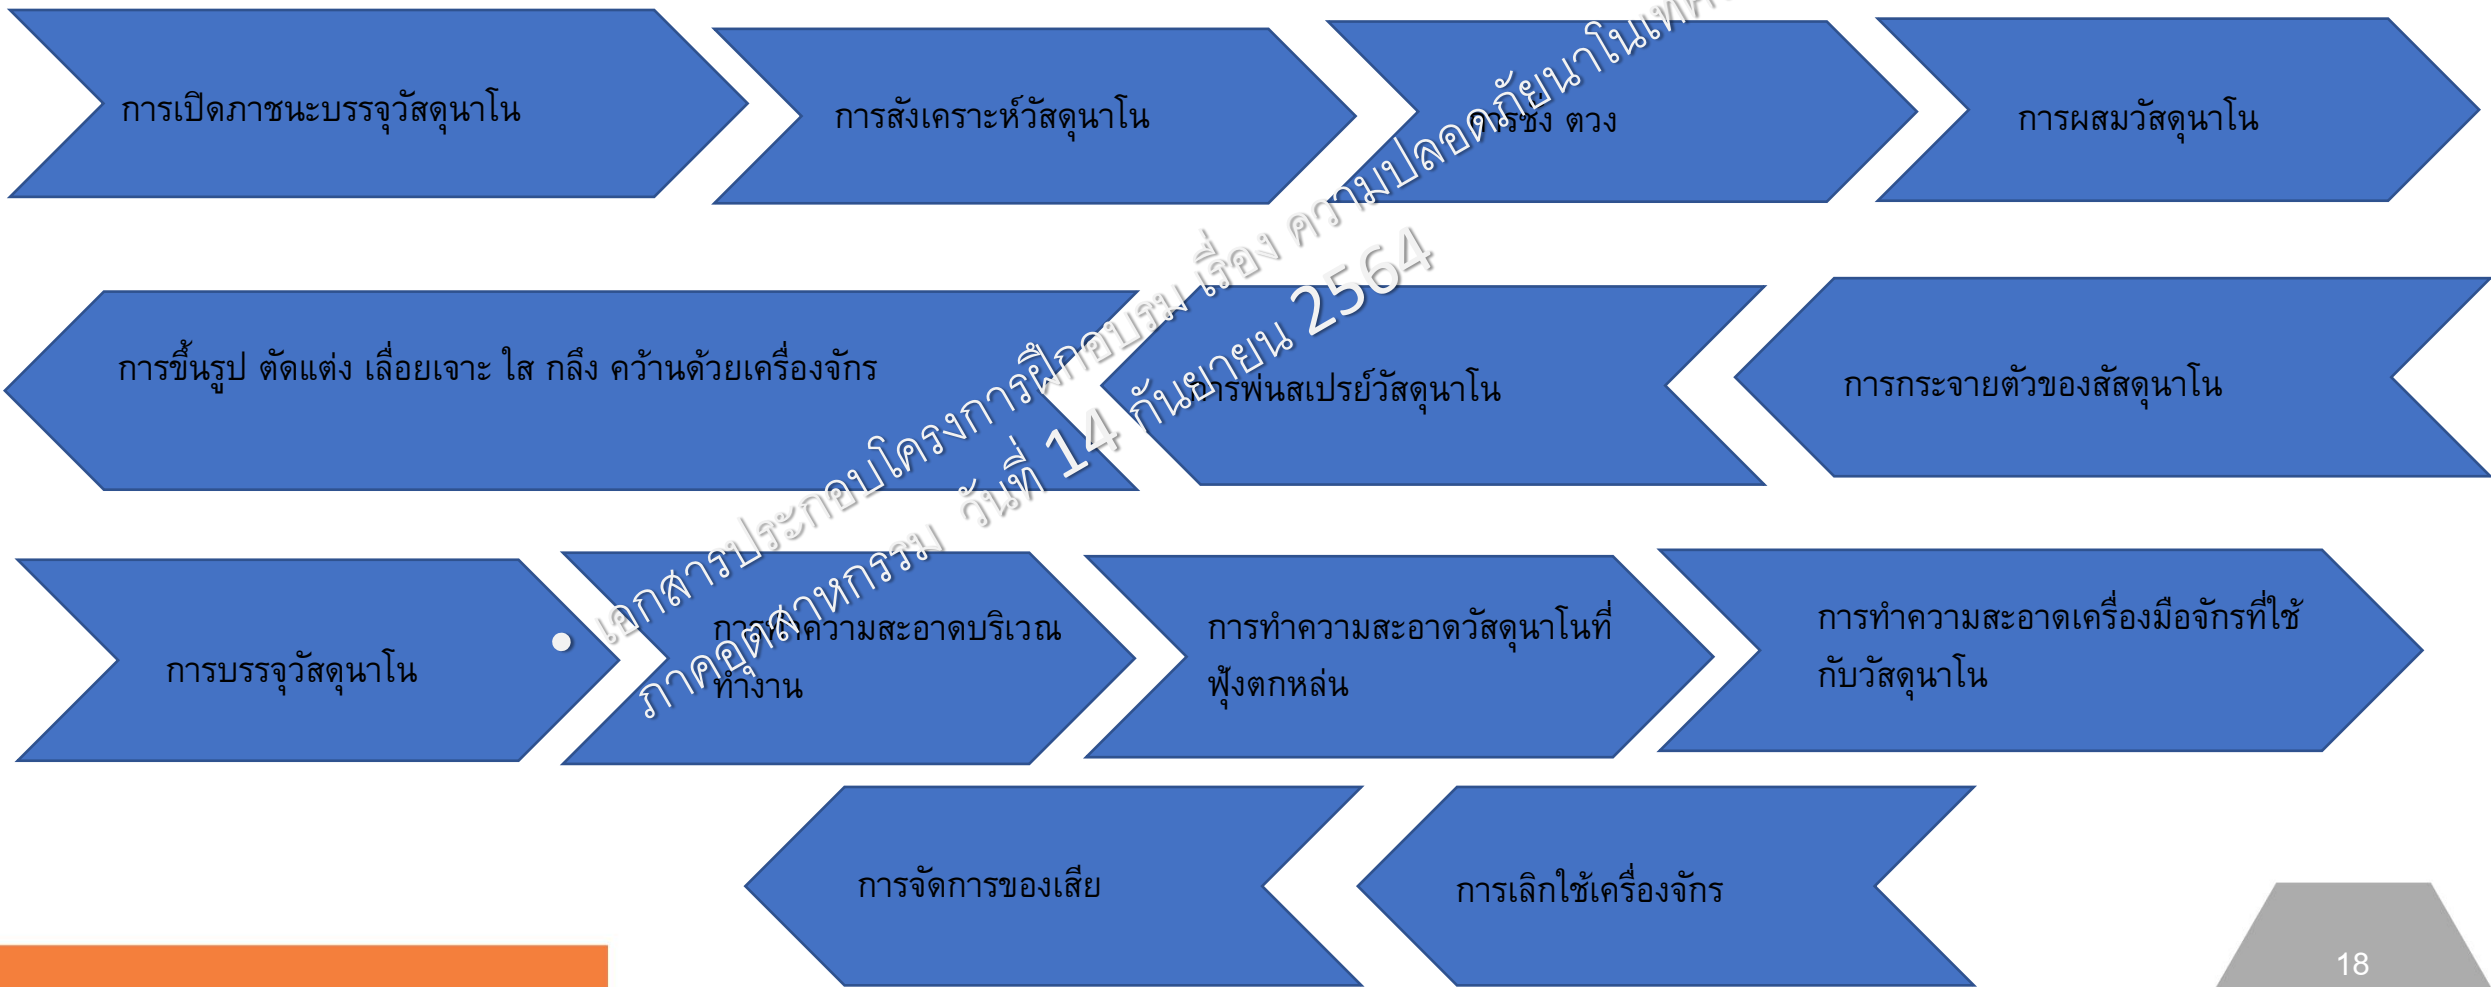 การเปิดภาชนะบรรจุวัสดุนาโน
การสังเคราะห์วัสดุนาโน
การชั่ง ตวง
การผสมวัสดุนาโน
การขึ้นรูป ตัดแต่ง เลื่อยเจาะ ใส กลึง คว้านด้วยเครื่องจักร
การพ่นสเปรย์วัสดุนาโน
การกระจายตัวของสัสดุนาโน
การบรรจุวัสดุนาโน
การทำความสะอาดบริเวณ
ทำงาน
การทำความสะอาดวัสดุนาโนที่
ฟุ้งตกหล่น
การทำความสะอาดเครื่องมือจักรที่ใช้
กับวัสดุนาโน
การจัดการของเสีย
การเลิกใช้เครื่องจักร
• เอกสารประกอบโครงการฝึกอบรม เรื่อง ความปลอดภัยนาโนเทค
ภาคอุตสาหกรรม วันที่ 14 กันยายน 2564
18